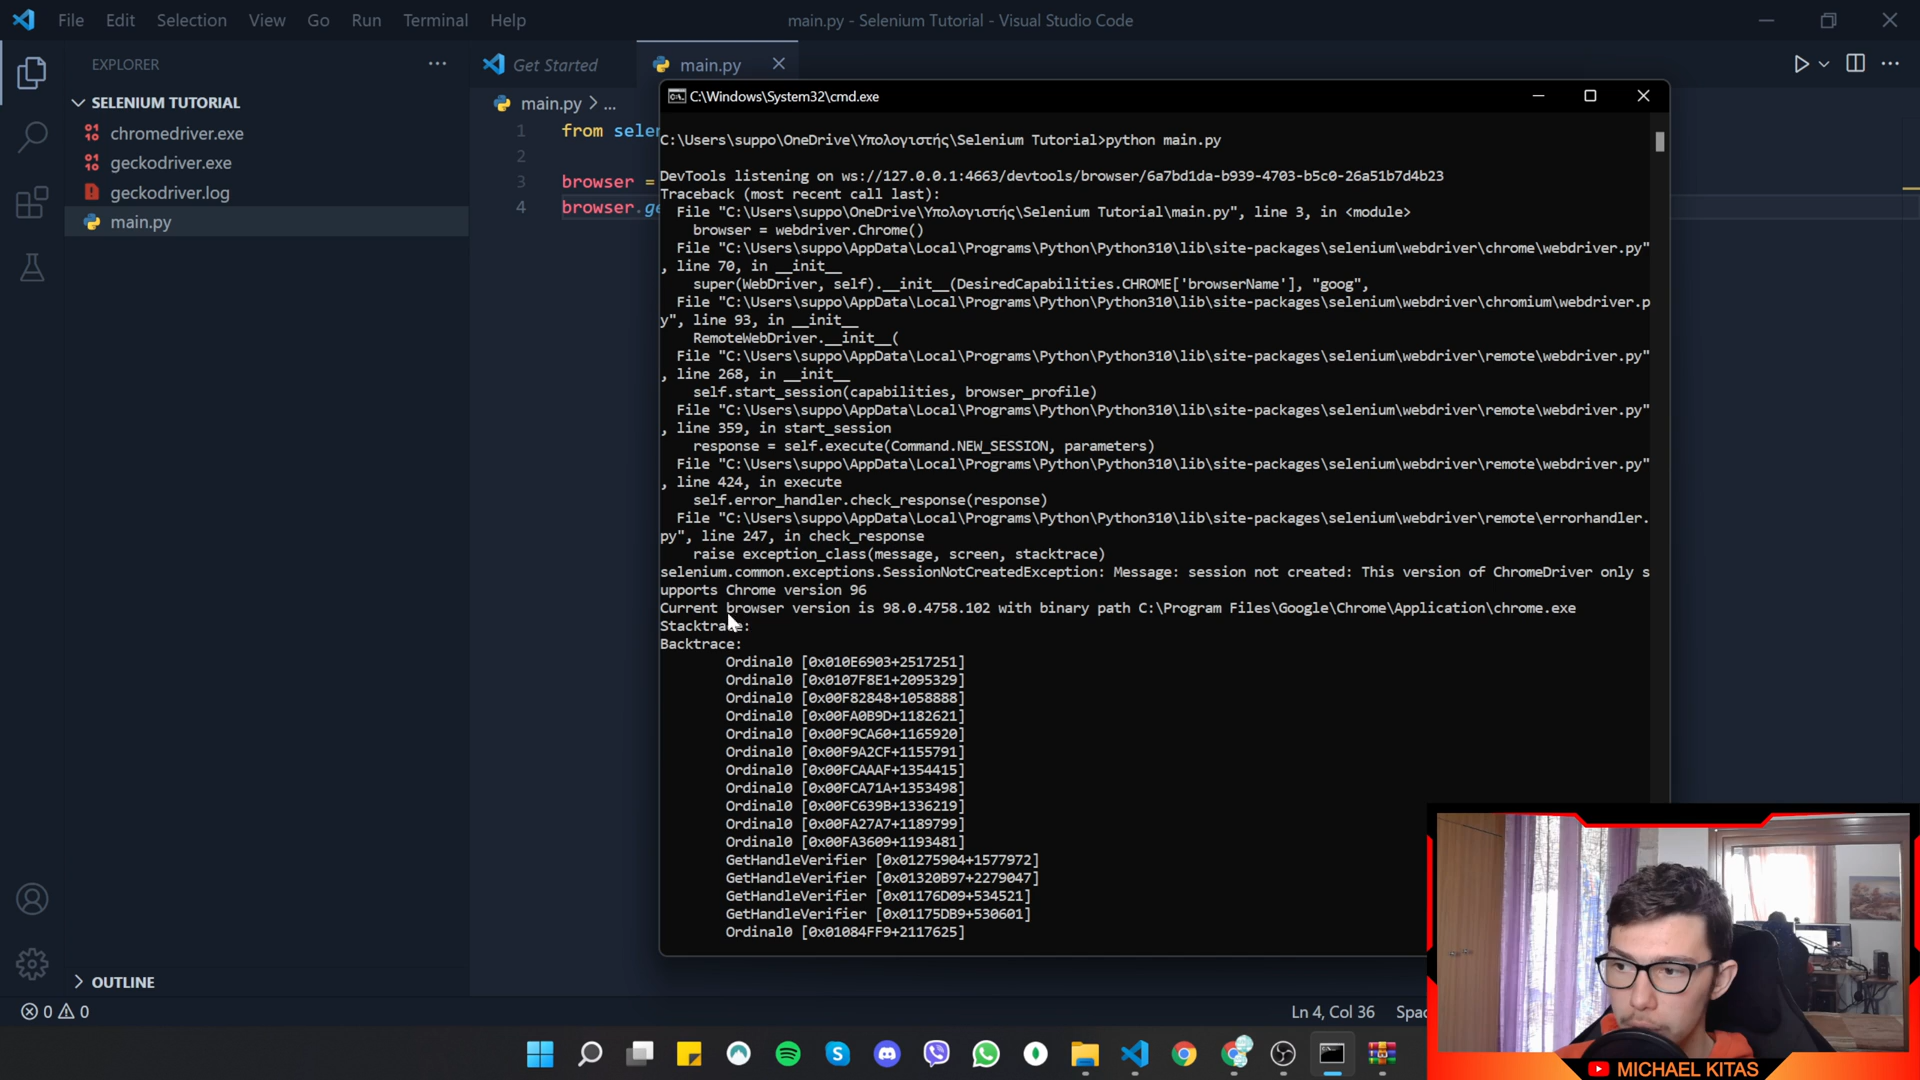 File Edit Selection View Go Run Terminal Help
main.py - Selenium Tutorial - Visual Studio Code
EXPLORER
SELENIUM TUTORIAL
chromedriver.exe
geckodriver.exe
geckodriver.log
main.py
OUTLINE
0 0
Get Started
main.py
main.py > ...
1 from selen
2
3 browser =
4 browser.ge
C:\Windows\System32\cmd.exe
C:\Users\suppo\OneDrive\Υπολογιστής\Selenium Tutorial>python main.py
DevTools listening on ws://127.0.0.1:4663/devtools/browser/6a7bd1da-b939-4703-b5c0-26a51b7d4b23
Traceback (most recent call last):
File "C:\Users\suppo\OneDrive\Υπολογιστής\Selenium Tutorial\main.py", line 3, in <module>
browser = webdriver.Chrome()
File "C:\Users\suppo\AppData\Local\Programs\Python\Python310\lib\site-packages\selenium\webdriver\chrome\webdriver.py"
, line 70, in __init__
super(WebDriver, self).__init__(DesiredCapabilities.CHROME['browserName'], "goog",
File "C:\Users\suppo\AppData\Local\Programs\Python\Python310\lib\site-packages\selenium\webdriver\chromium\webdriver.p
y", line 93, in __init__
RemoteWebDriver.__init__(
File "C:\Users\suppo\AppData\Local\Programs\Python\Python310\lib\site-packages\selenium\webdriver\remote\webdriver.py"
, line 268, in __init__
self.start_session(capabilities, browser_profile)
File "C:\Users\suppo\AppData\Local\Programs\Python\Python310\lib\site-packages\selenium\webdriver\remote\webdriver.py"
, line 359, in start_session
response = self.execute(Command.NEW_SESSION, parameters)
File "C:\Users\suppo\AppData\Local\Programs\Python\Python310\lib\site-packages\selenium\webdriver\remote\webdriver.py"
, line 424, in execute
self.error_handler.check_response(response)
File "C:\Users\suppo\AppData\Local\Programs\Python\Python310\lib\site-packages\selenium\webdriver\remote\errorhandler.
py", line 247, in check_response
raise exception_class(message, screen, stacktrace)
selenium.common.exceptions.SessionNotCreatedException: Message: session not created: This version of ChromeDriver only s
upports Chrome version 96
Current browser version is 98.0.4758.102 with binary path C:\Program Files\Google\Chrome\Application\chrome.exe
Stacktrace:
Backtrace:
Ordinal0 [0x010E6903+2517251]
Ordinal0 [0x0107F8E1+2095329]
Ordinal0 [0x00F82848+1058888]
Ordinal0 [0x00FA0B9D+1182621]
Ordinal0 [0x00F9CA60+1165920]
Ordinal0 [0x00F9A2CF+1155791]
Ordinal0 [0x00FCAAAF+1354415]
Ordinal0 [0x00FCA71A+1353498]
Ordinal0 [0x00FC639B+1336219]
Ordinal0 [0x00FA27A7+1189799]
Ordinal0 [0x00FA3609+1193481]
GetHandleVerifier [0x01275904+1577972]
GetHandleVerifier [0x01320B97+2279047]
GetHandleVerifier [0x01176D09+534521]
GetHandleVerifier [0x01175DB9+530601]
Ordinal0 [0x01084FF9+2117625]
Ln 4, Col 36 Spac
MICHAEL KITAS